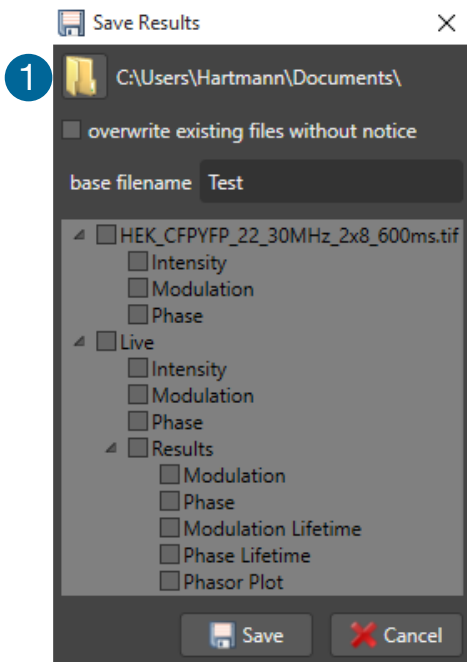 Save Results
1
C:\Users\Hartmann\Documents\
overwrite existing files without notice
base filename Test
HEK_CFPYFP_22_30MHz_2x8_600ms.tif
Intensity
Modulation
Phase
Live
Intensity
Modulation
Phase
Results
Modulation
Phase
Modulation Lifetime
Phase Lifetime
Phasor Plot
Save Cancel